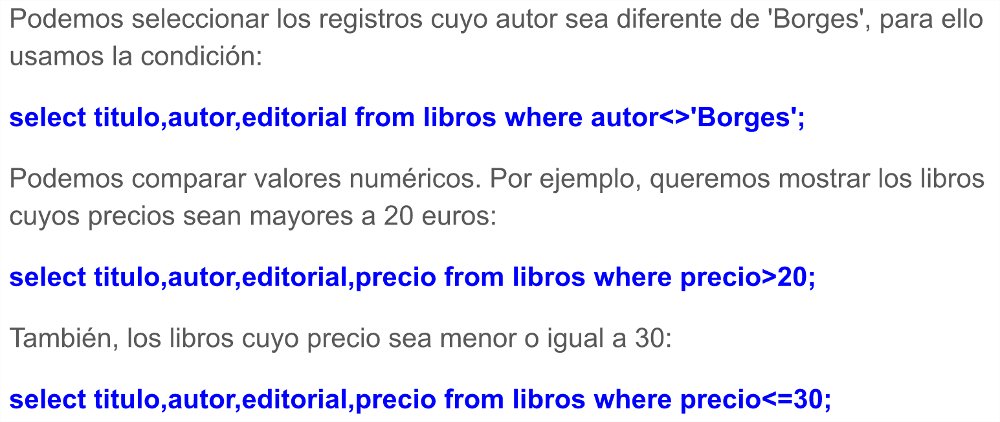 Podemos seleccionar los registros cuyo autor sea diferente de 'Borges', para ello
usamos la condición:
select titulo,autor,editorial from libros where autor<>'Borges';
Podemos comparar valores numéricos. Por ejemplo, queremos mostrar los libros
cuyos precios sean mayores a 20 euros:
select titulo,autor,editorial,precio from libros where precio>20;
También, los libros cuyo precio sea menor o igual a 30:
select titulo,autor,editorial,precio from libros where precio<=30;